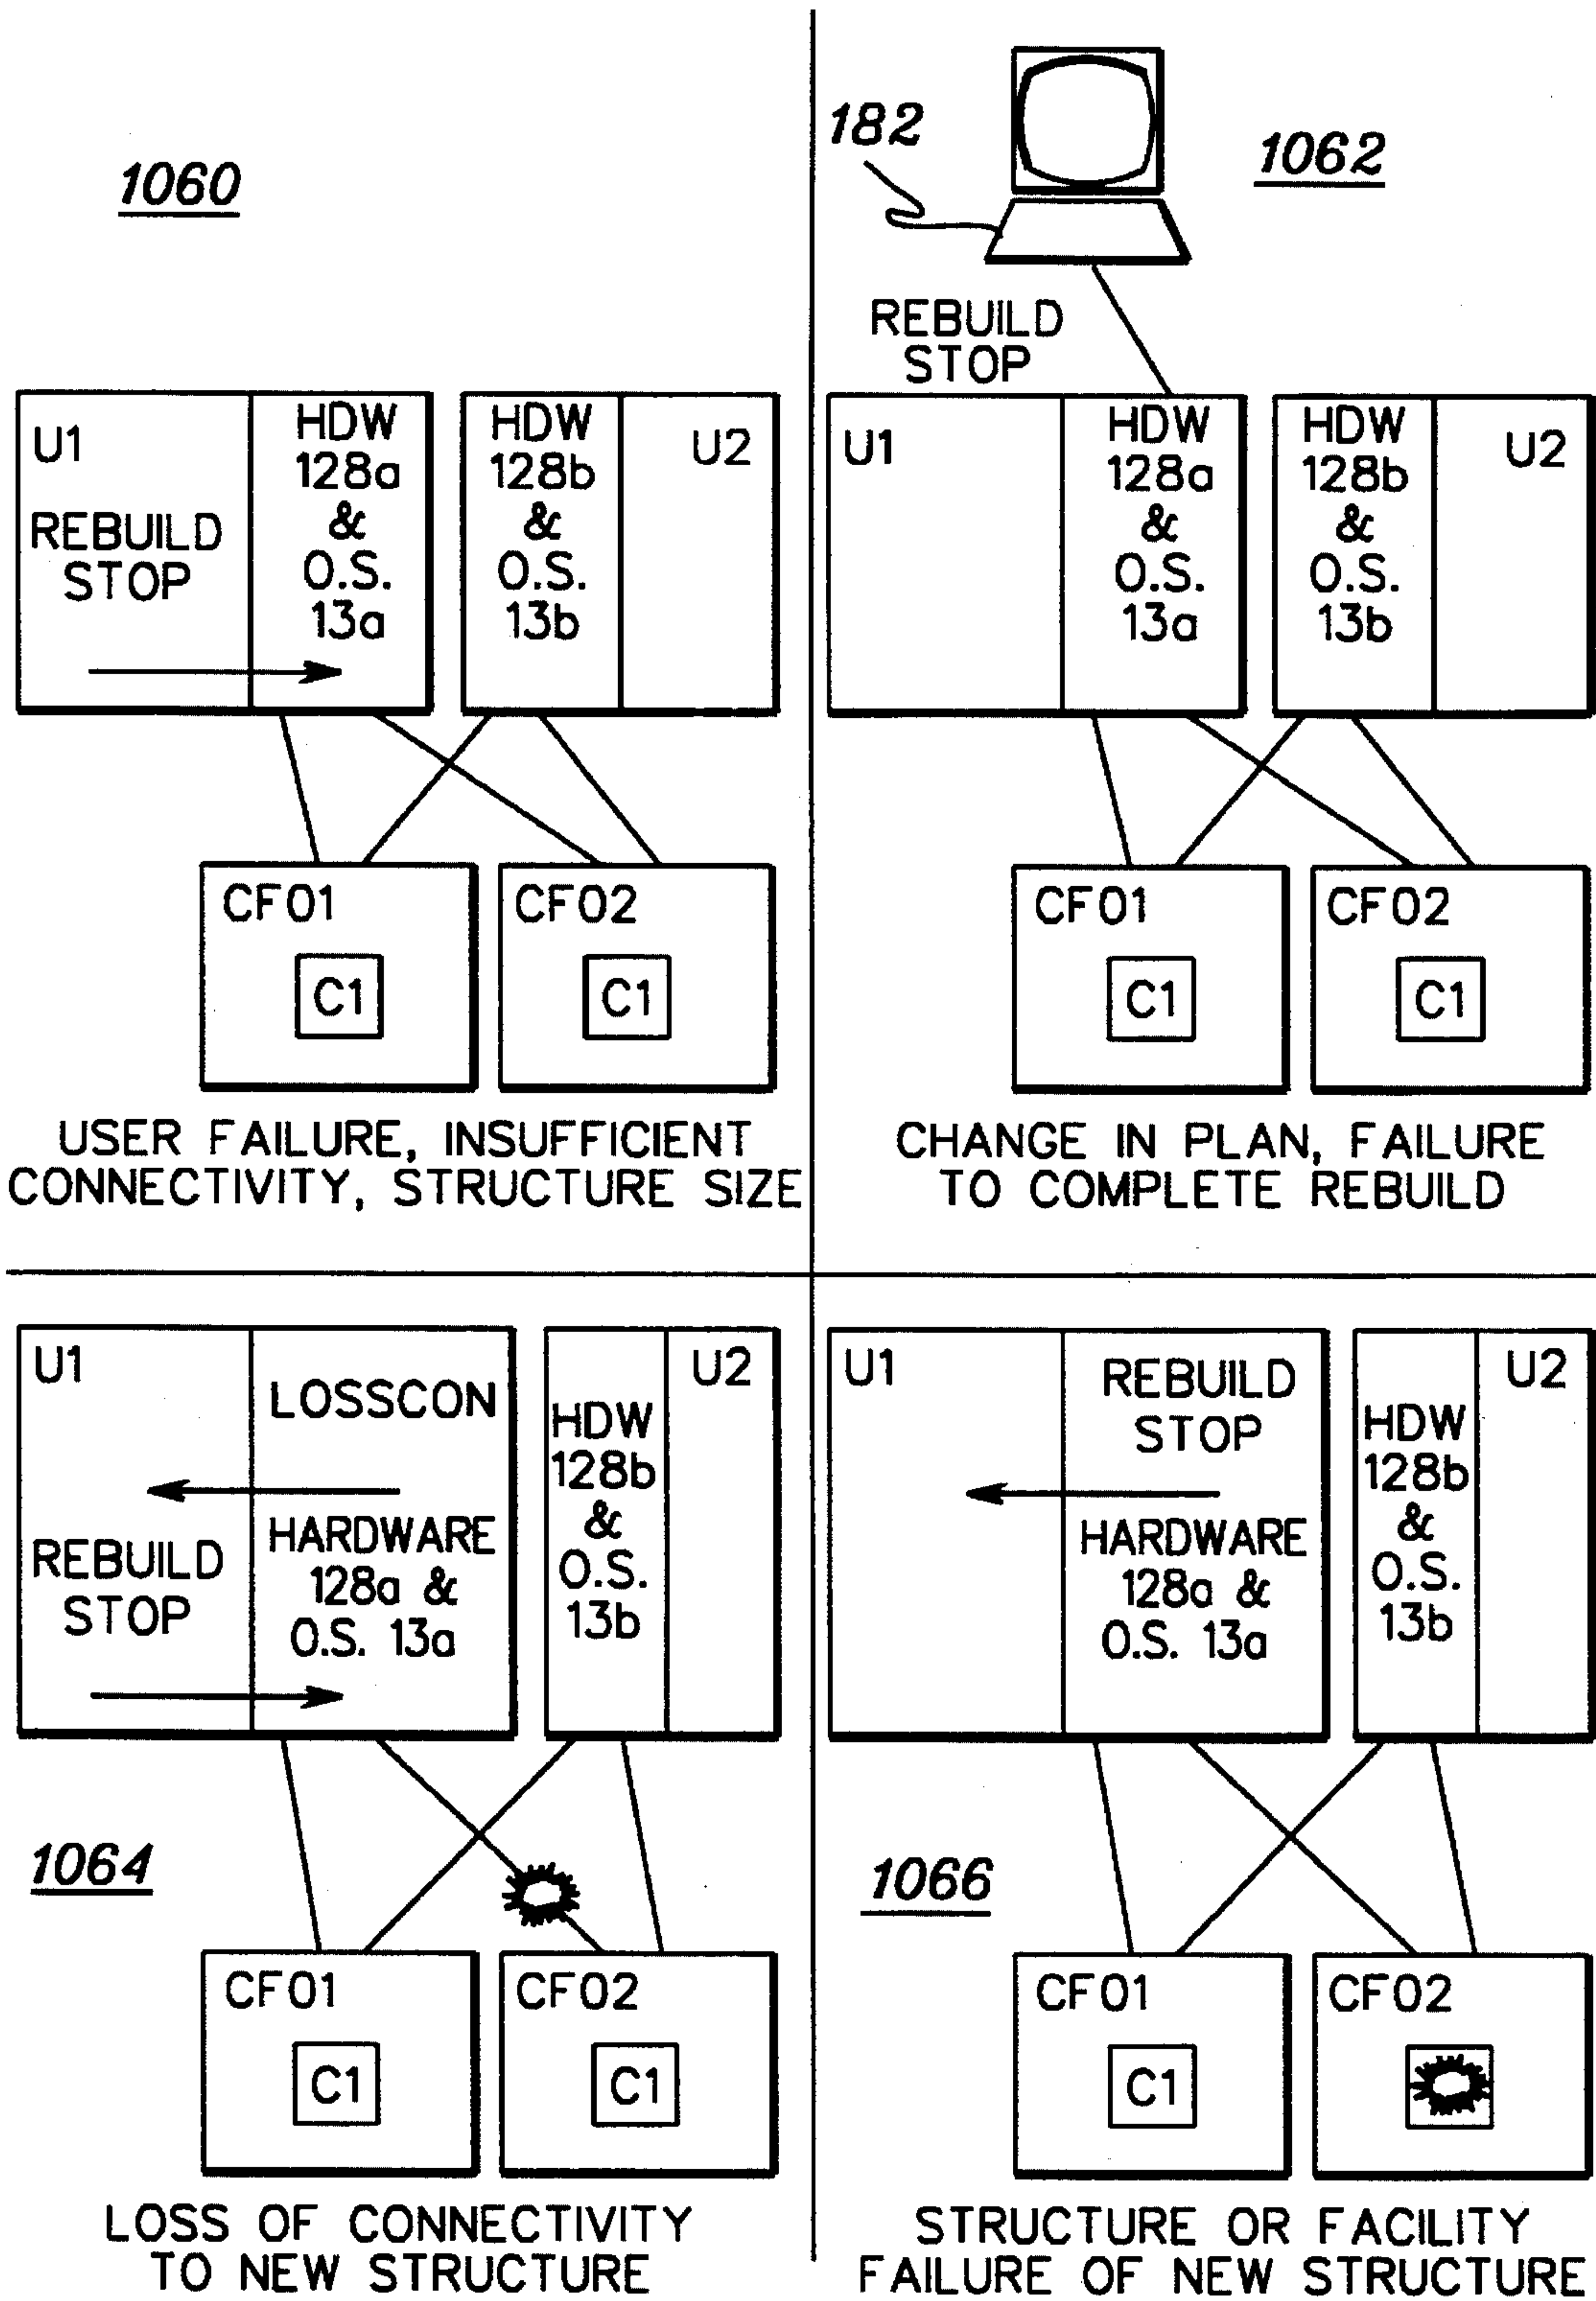 1060
U1
REBUILD
STOP
HDW
128a
&
O.S.
13a
HDW
128b
&
O.S.
13b
U2
CF01
C1
CF02
C1
USER FAILURE, INSUFFICIENT
CONNECTIVITY, STRUCTURE SIZE
182
1062
REBUILD
STOP
U1
HDW
128a
&
O.S.
13a
HDW
128b
&
O.S.
13b
U2
CF01
C1
CF02
C1
CHANGE IN PLAN, FAILURE
TO COMPLETE REBUILD
U1
REBUILD
STOP
LOSSCON
HARDWARE
128a &
O.S. 13a
HDW
128b
&
O.S.
13b
U2
1064
CF01
C1
CF02
C1
LOSS OF CONNECTIVITY
TO NEW STRUCTURE
U1
REBUILD
STOP
HARDWARE
128a &
O.S. 13a
HDW
128b
&
O.S.
13b
U2
1066
CF01
C1
CF02
STRUCTURE OR FACILITY
FAILURE OF NEW STRUCTURE